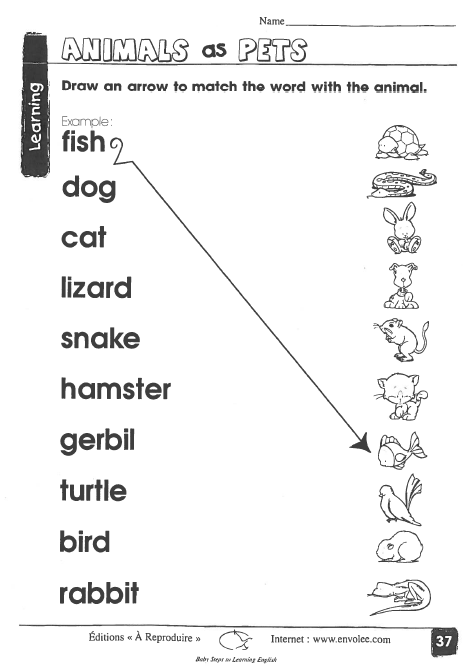 Name
ANIMALS as PETS
Learning
Draw an arrow to match the word with the animal.
Example:
fish
dog
cat
lizard
snake
hamster
gerbil
turtle
bird
rabbit
Éditions « À Reproduire »
Internet : www.envolee.com
37
Baby Steps to Learning English